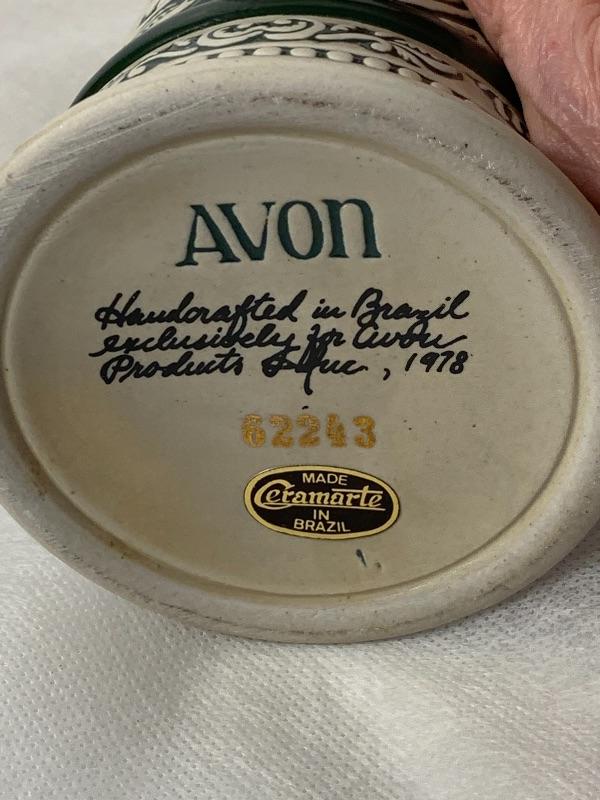 AVON
Handcrafted in Brazil
exclusively for Avon
Products Inc, 1978
62243
MADE
Ceramarte
IN
BRAZIL